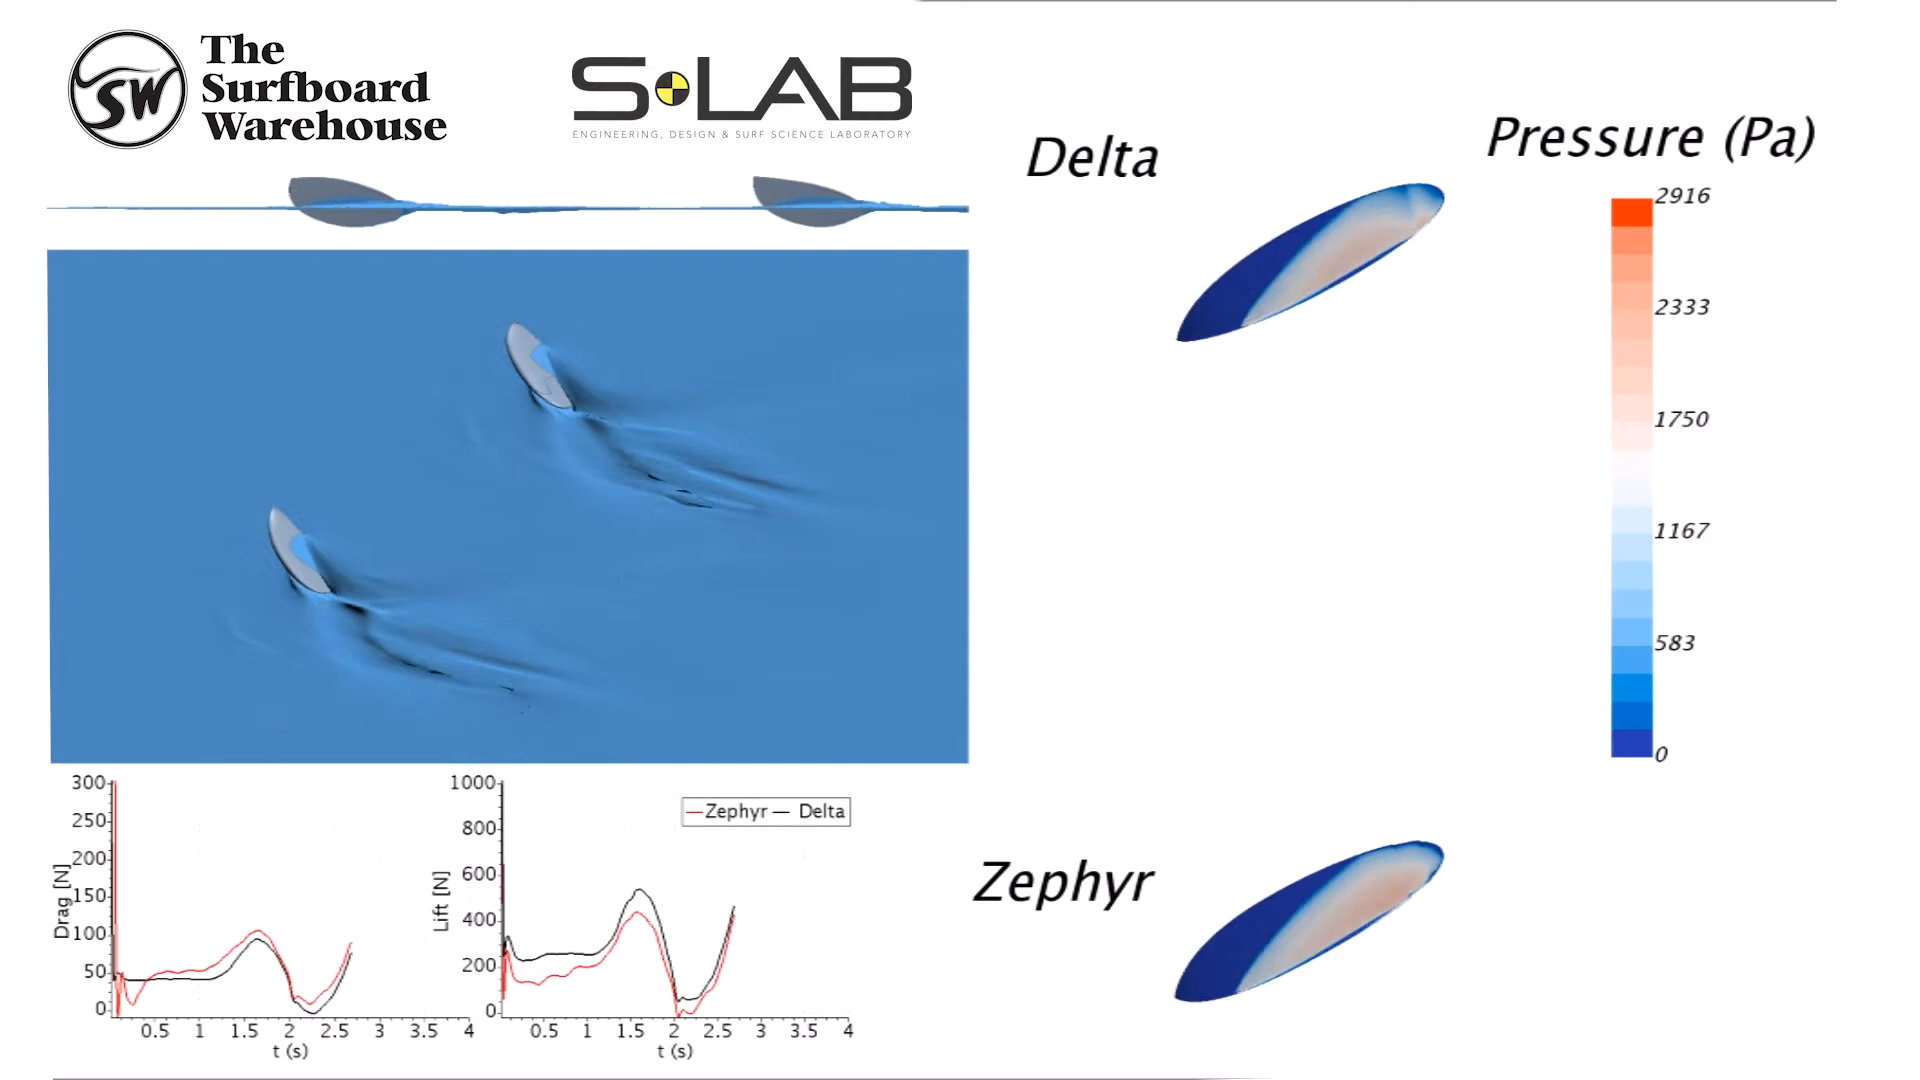 The
Surfboard
Warehouse
SW
S LAB
ENGINEERING, DESIGN & SURF SCIENCE LABORATORY
Delta
Pressure (Pa)
2916
2333
1750
1167
583
0
Zephyr
300
250
200
150
100
50
0
Drag [N]
0.5 1 1.5 2 2.5 3 3.5 4
t (s)
1000
800
600
400
200
0
Lift [N]
Zephyr Delta
0.5 1 1.5 2 2.5 3 3.5 4
t (s)